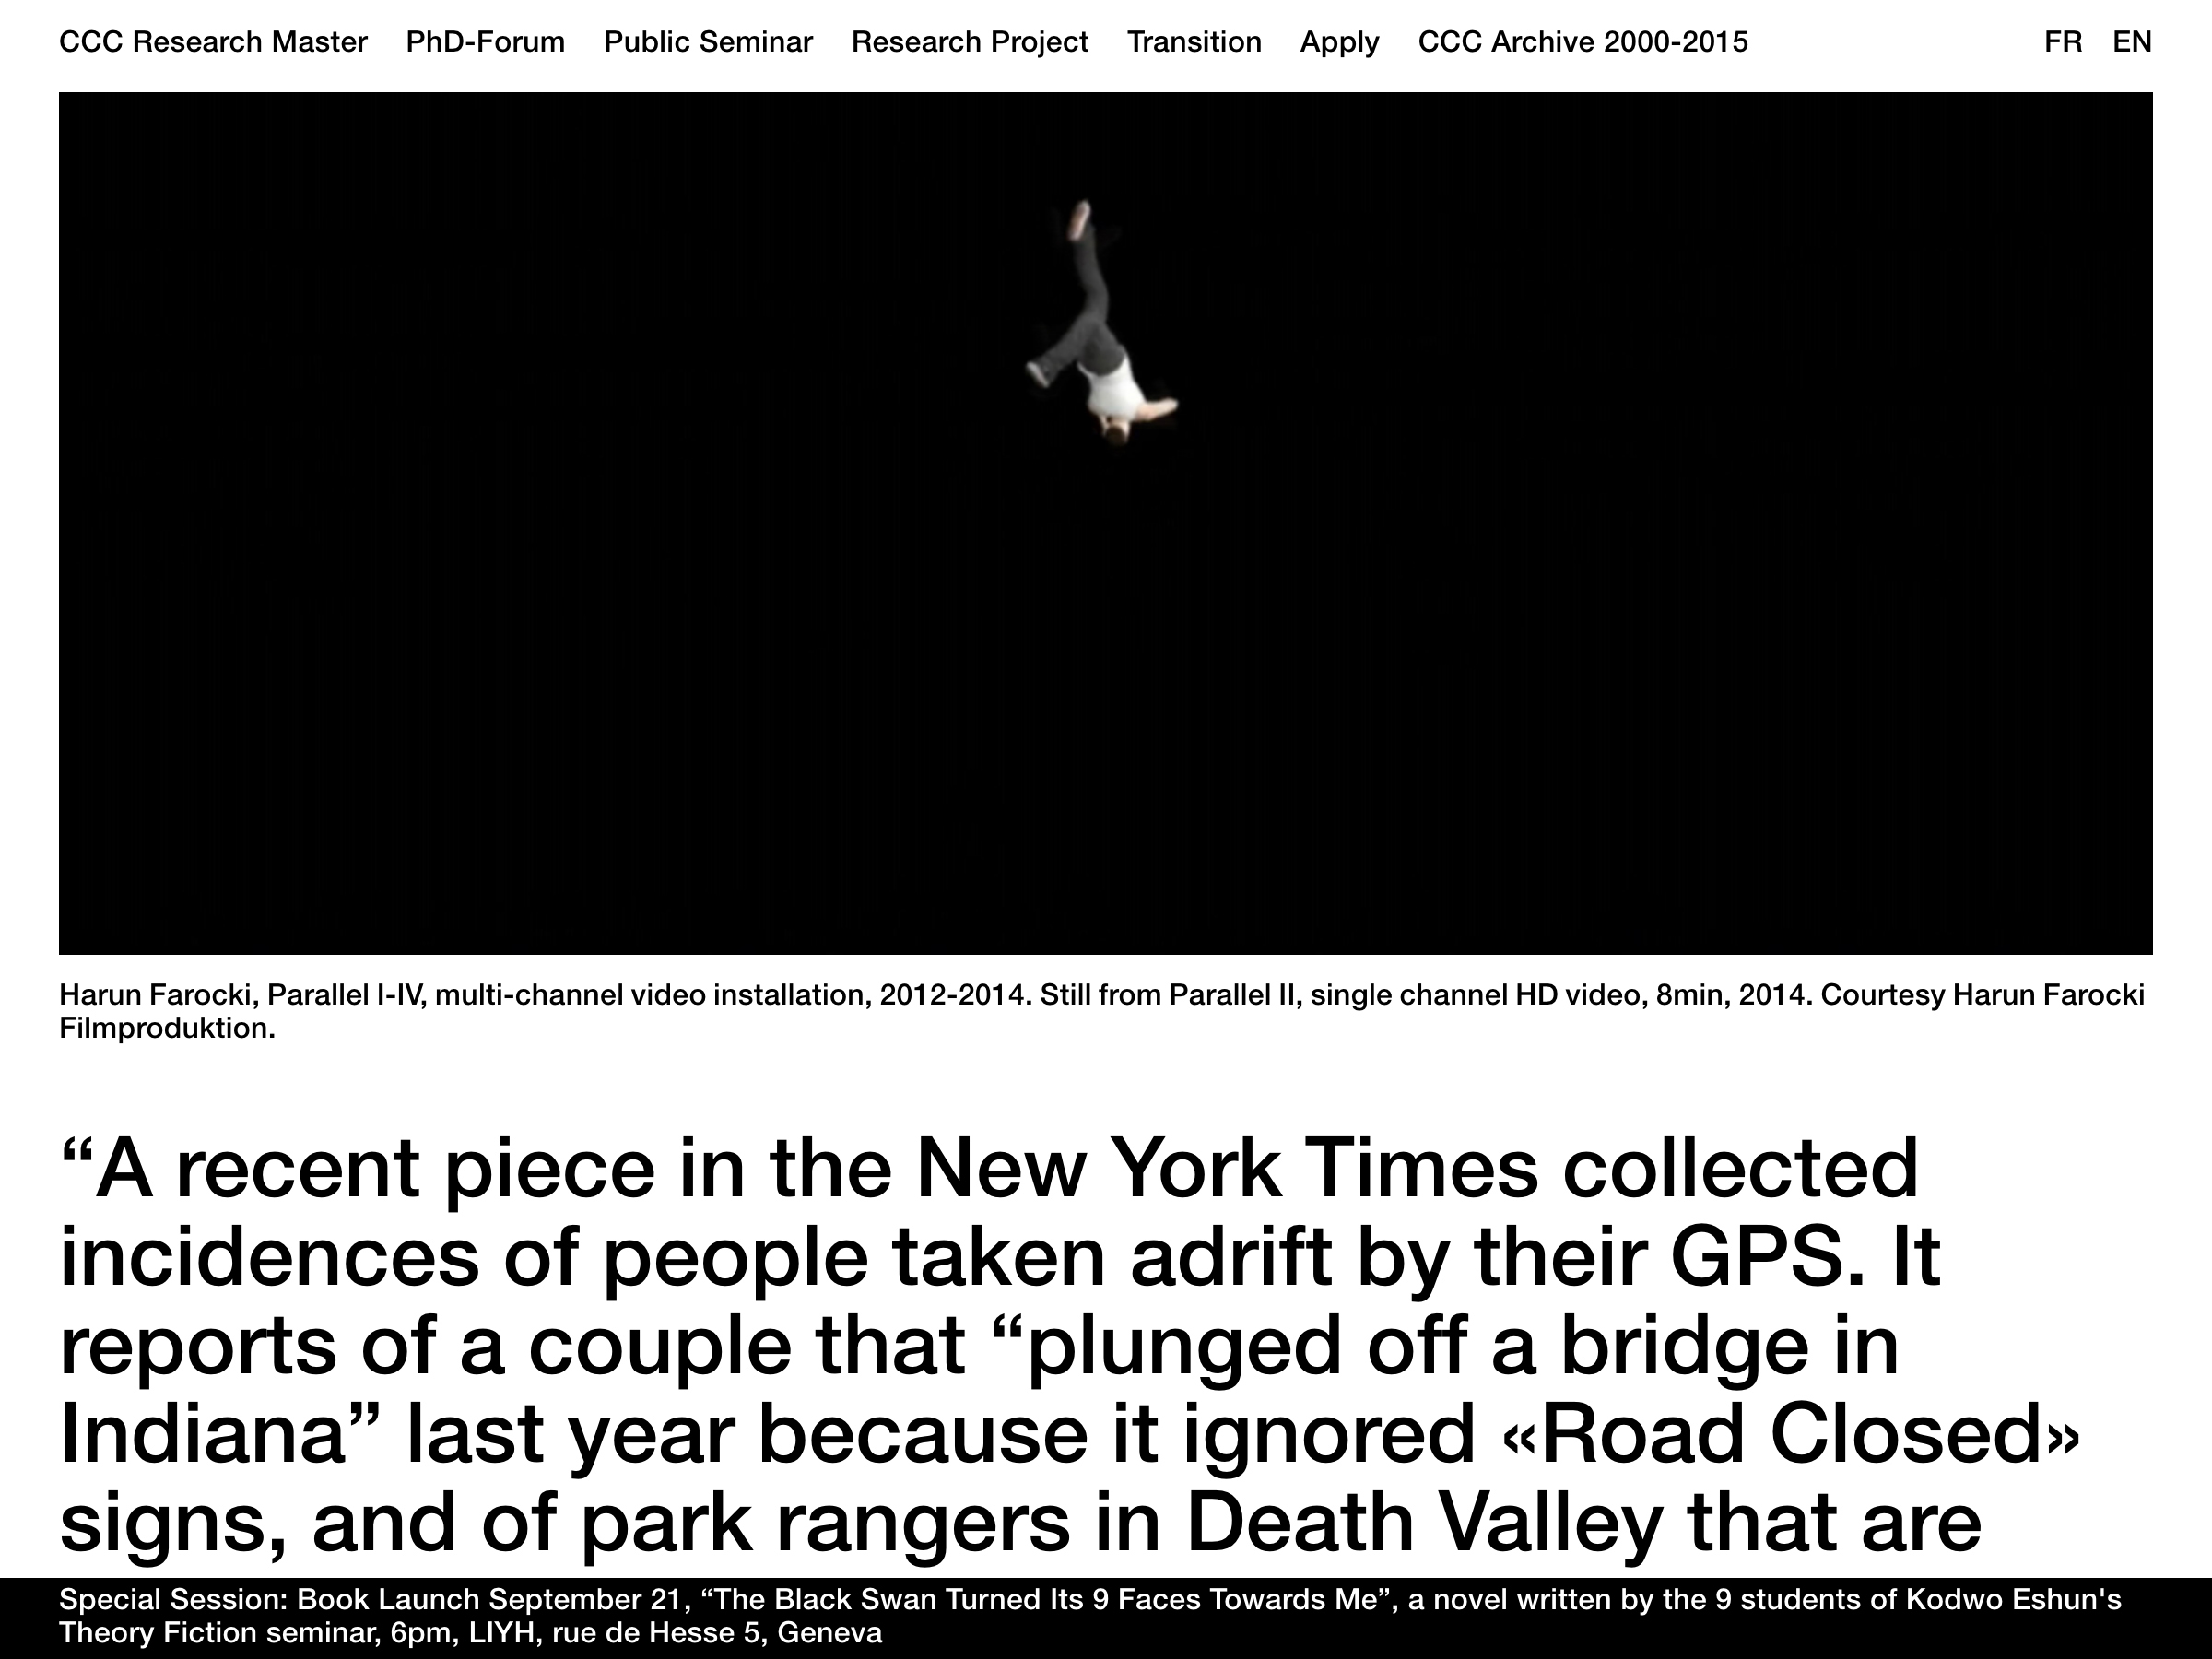 CCC Research Master PhD-Forum Public Seminar Research Project Transition Apply CCC Archive 2000-2015 FR EN
Harun Farocki, Parallel I-IV, multi-channel video installation, 2012-2014. Still from Parallel II, single channel HD video, 8min, 2014. Courtesy Harun Farocki
Filmproduktion.
“A recent piece in the New York Times collected
incidences of people taken adrift by their GPS. It
reports of a couple that “plunged off a bridge in
Indiana” last year because it ignored «Road Closed»
signs, and of park rangers in Death Valley that are
Special Session: Book Launch September 21, “The Black Swan Turned Its 9 Faces Towards Me”, a novel written by the 9 students of Kodwo Eshun's
Theory Fiction seminar, 6pm, LIYH, rue de Hesse 5, Geneva